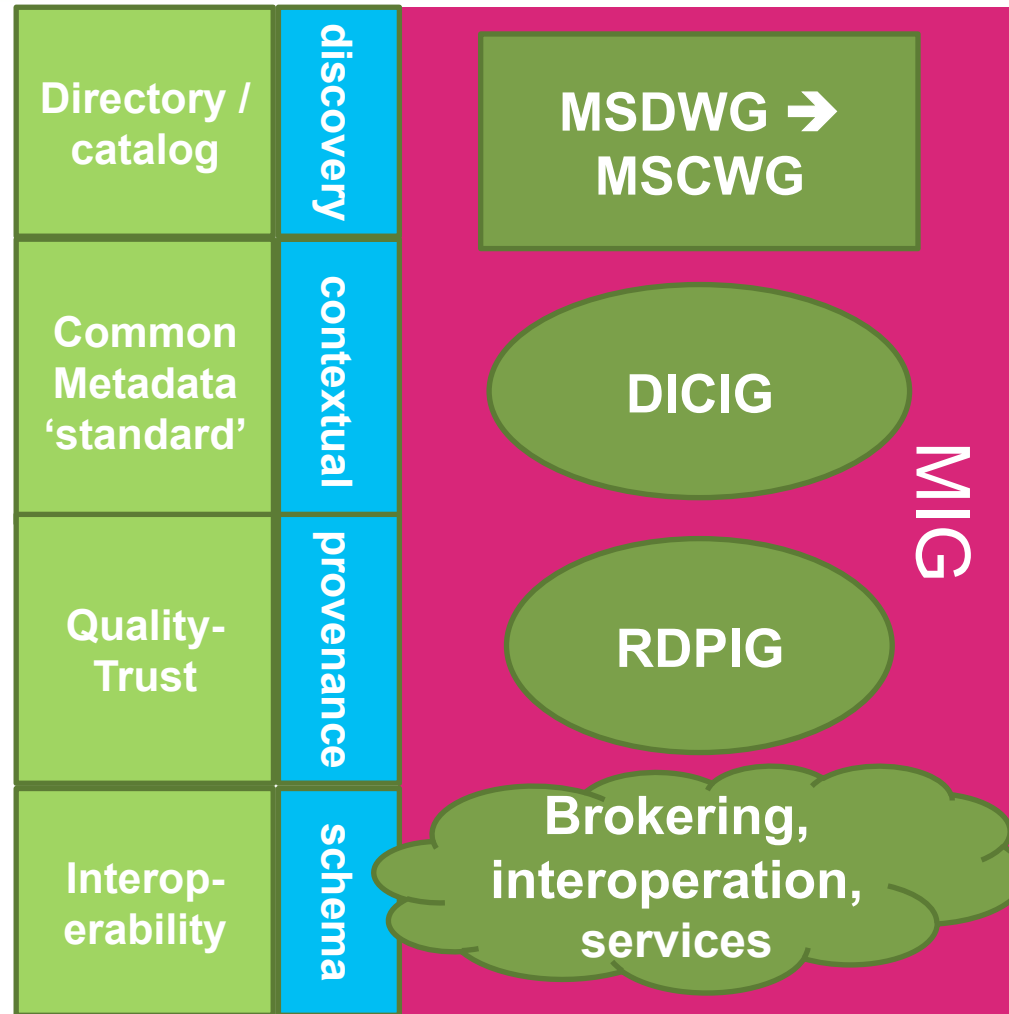 Directory /
catalog
discovery
MSDWG ➔
MSCWG
Common
Metadata
‘standard’
contextual
DICIG
MIG
Quality-
Trust
provenance
RDPIG
Interop-
erability
schema
Brokering,
interoperation,
services